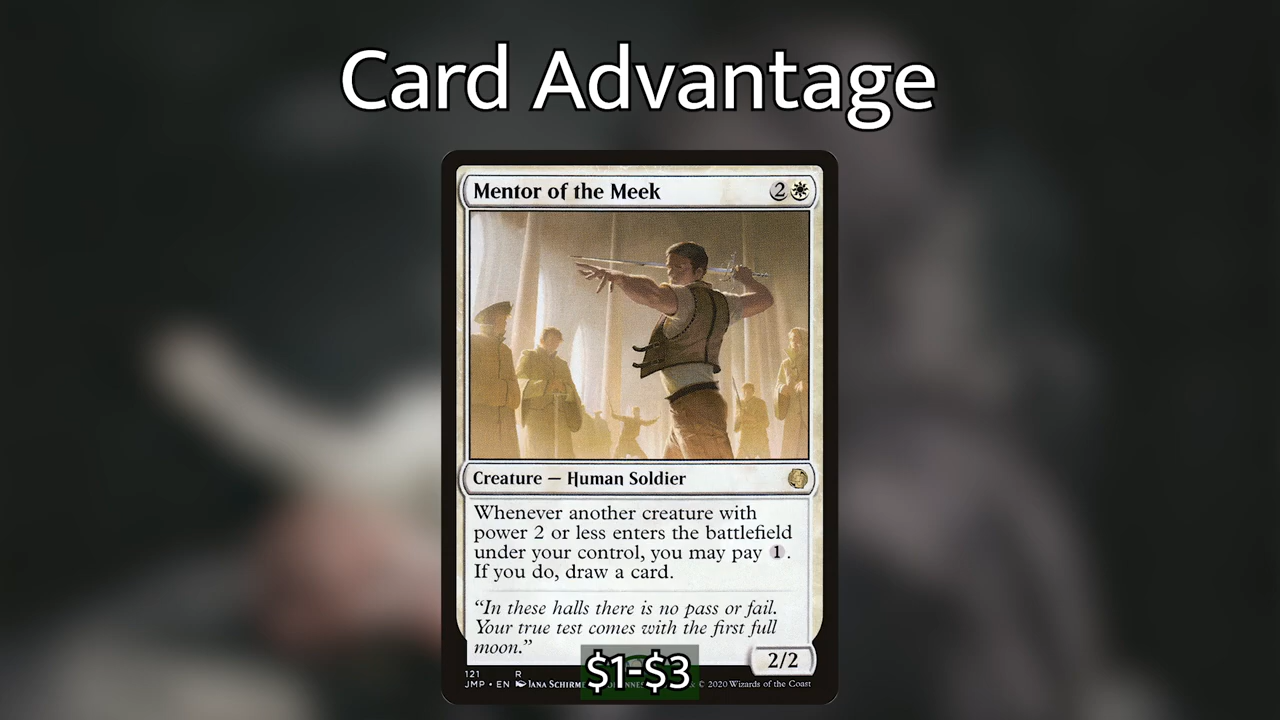 Card Advantage
Mentor of the Meek 2
Creature — Human Soldier
Whenever another creature with
power 2 or less enters the battlefield
under your control, you may pay 1.
If you do, draw a card.
“In these halls there is no pass or fail.
Your true test comes with the first full
moon.”
2/2
$1-$3
121 R
JMP • EN © 2020 Wizards of the Coast